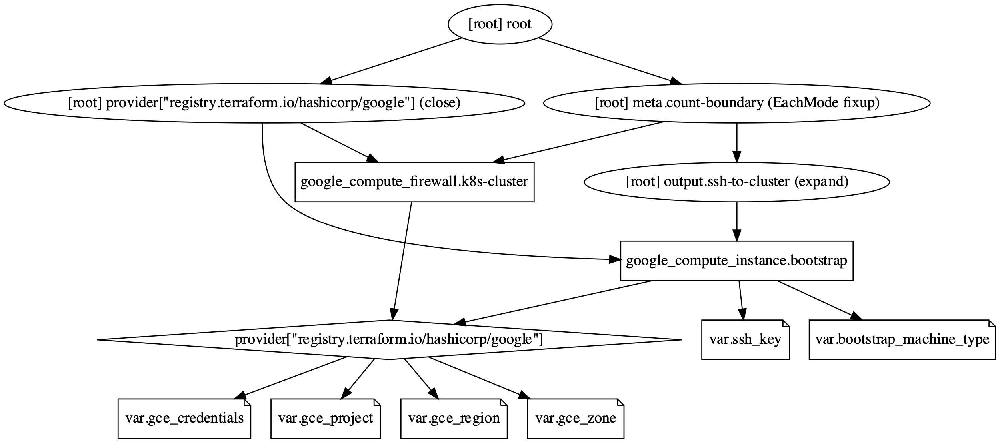 [root] root
[root] provider["registry.terraform.io/hashicorp/google"] (close)
[root] meta.count-boundary (EachMode fixup)
google_compute_firewall.k8s-cluster
[root] output.ssh-to-cluster (expand)
google_compute_instance.bootstrap
provider["registry.terraform.io/hashicorp/google"]
var.ssh_key
var.bootstrap_machine_type
var.gce_credentials
var.gce_project
var.gce_region
var.gce_zone